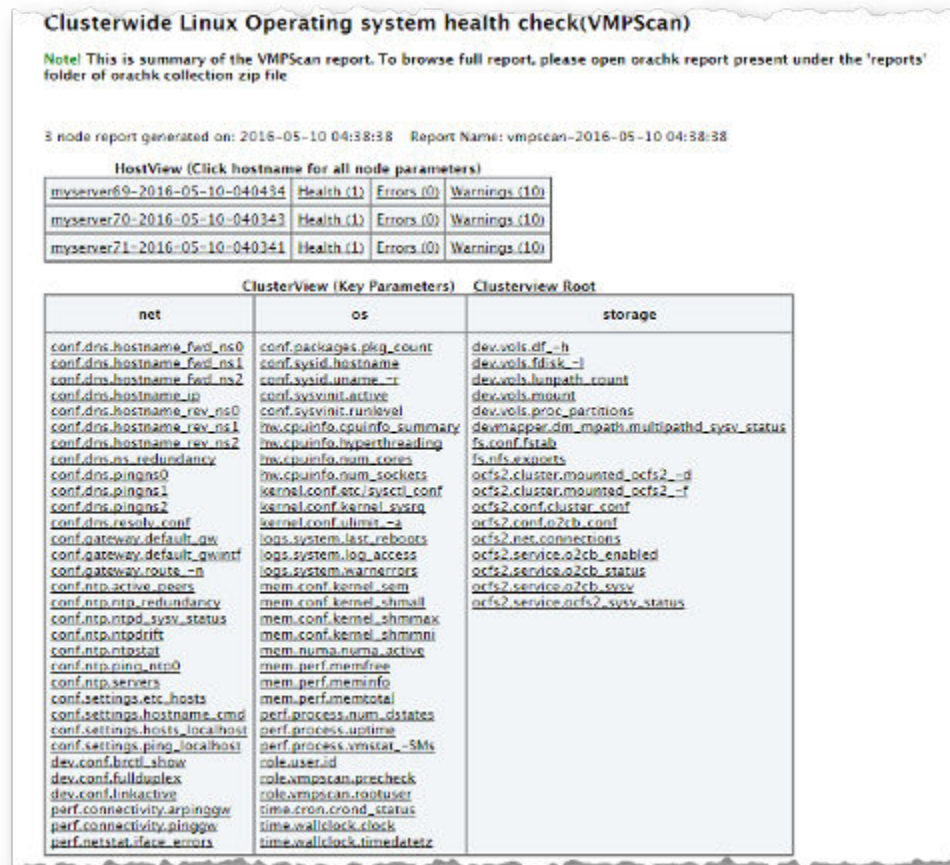 Clusterwide Linux Operating system health check(VMPScan)
Note! This is summary of the VMPScan report. To browse full report, please open orachk report present under the 'reports'
folder of orachk collection zip file
3 node report generated on: 2016-05-10 04:38:38 Report Name: vmpscan-2016-05-10 04:38:38
HostView (Click hostname for all node parameters)
myserver69-2016-05-10-040434 Health (1) Errors (0) Warnings (10)
myserver70-2016-05-10-040343 Health (1) Errors (0) Warnings (10)
myserver71-2016-05-10-040341 Health (1) Errors (0) Warnings (10)
ClusterView (Key Parameters) Clusterview Root
net os storage
conf.dns.hostname_fwd_ns0 conf.packages.pkg_count dev.vols.df_-h
conf.dns.hostname_fwd_ns1 conf.sysid.hostname dev.vols.fdisk_-l
conf.dns.hostname_fwd_ns2 conf.sysid.uname_-r dev.vols.lunpath_count
conf.dns.hostname_ip conf.sysvinit.active dev.vols.mount
conf.dns.hostname_rev_ns0 conf.sysvinit.runlevel dev.vols.proc_partitions
conf.dns.hostname_rev_ns1 hw.cpuinfo.cpuinfo_summary devmapper.dm_mpath.multipathd_sysv_status
conf.dns.hostname_rev_ns2 hw.cpuinfo.hyperthreading fs.conf.fstab
conf.dns.ns_redundancy hw.cpuinfo.num_cores fs.nfs.exports
conf.dns.pingns0 hw.cpuinfo.num_sockets ocfs2.cluster.mounted_ocfs2_-d
conf.dns.pingns1 kernel.conf.etc/sysctl_conf ocfs2.cluster.mounted_ocfs2_-f
conf.dns.pingns2 kernel.conf.kernel_sysrq ocfs2.conf.cluster_conf
conf.dns.resolv_conf kernel.conf.ulimit_-a ocfs2.conf.o2cb_conf
conf.gateway.default_gw logs.system.last_reboots ocfs2.net.connections
conf.gateway.default_gwintf logs.system.log_access ocfs2.service.o2cb_enabled
conf.gateway.route_-n logs.system.warnerrors ocfs2.service.o2cb_status
conf.ntp.active_peers mem.conf.kernel_sem ocfs2.service.o2cb_sysv
conf.ntp.ntp_redundancy mem.conf.kernel_shmall ocfs2.service.ocfs2_sysv_status
conf.ntp.ntpd_sysv_status mem.conf.kernel_shmmax
conf.ntp.ntpdrift mem.conf.kernel_shmmni
conf.ntp.ntpstat mem.numa.numa_active
conf.ntp.ping_ntp0 mem.perf.memfree
conf.ntp.servers mem.perf.meminfo
conf.settings.etc_hosts mem.perf.memtotal
conf.settings.hostname_cmd perf.process.num_dstates
conf.settings.hosts_localhost perf.process.uptime
conf.settings.ping_localhost perf.process.vmstat_-SMs
dev.conf.brctl_show role.user.id
dev.conf.fullduplex role.vmpscan.precheck
dev.conf.linkactive role.vmpscan.rootuser
perf.connectivity.arpinggw time.cron.crond_status
perf.connectivity.pinggw time.wallclock.clock
perf.netstat.iface_errors time.wallclock.timedatetz